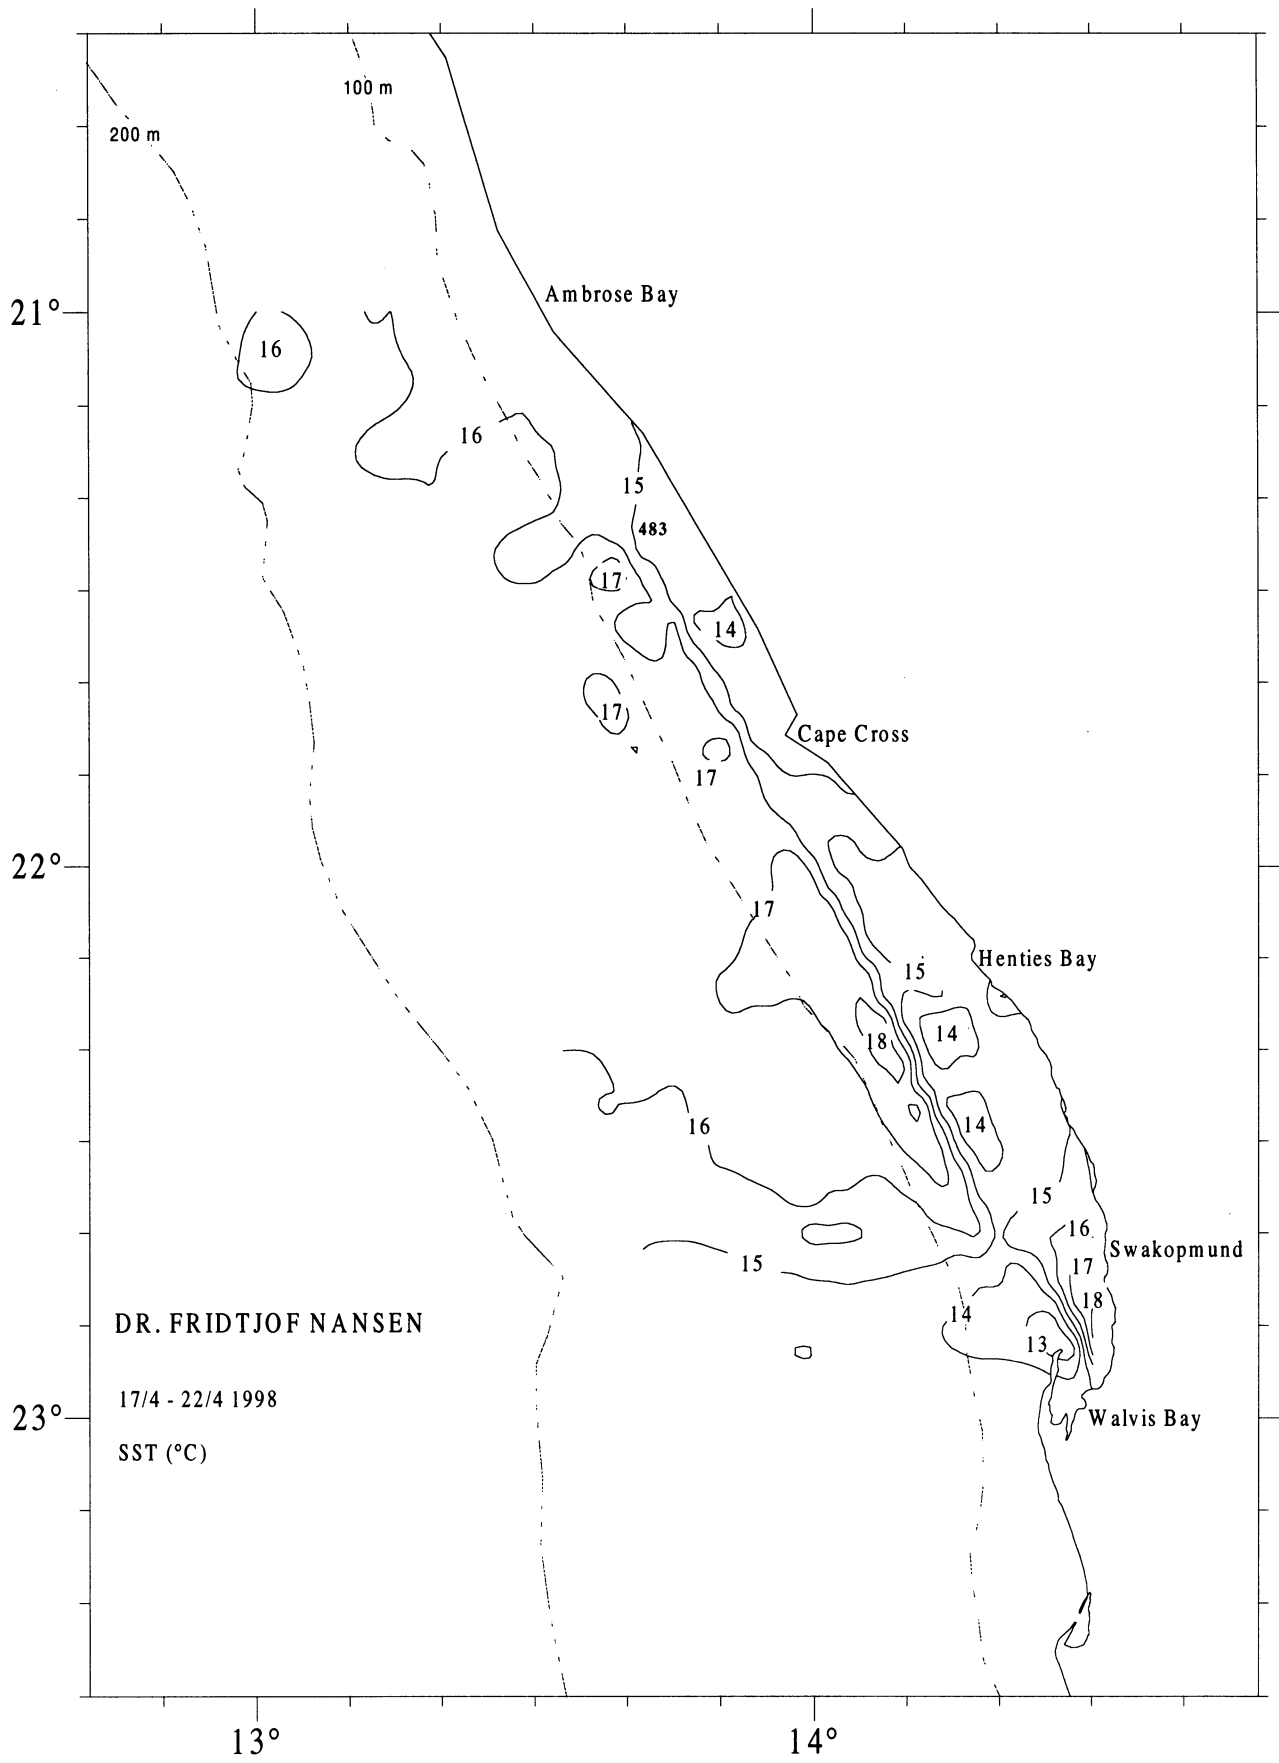 100 m
200 m
Ambrose Bay
21°
16
16
15
483
17
14
17
Cape Cross
17
22°
17
Henties Bay
15
18
14
16
14
15
16
Swakopmund
15
17
18
14
DR. FRIDTJOF NANSEN
13
17/4 - 22/4 1998
23°
Walvis Bay
SST (°C)
13°
14°